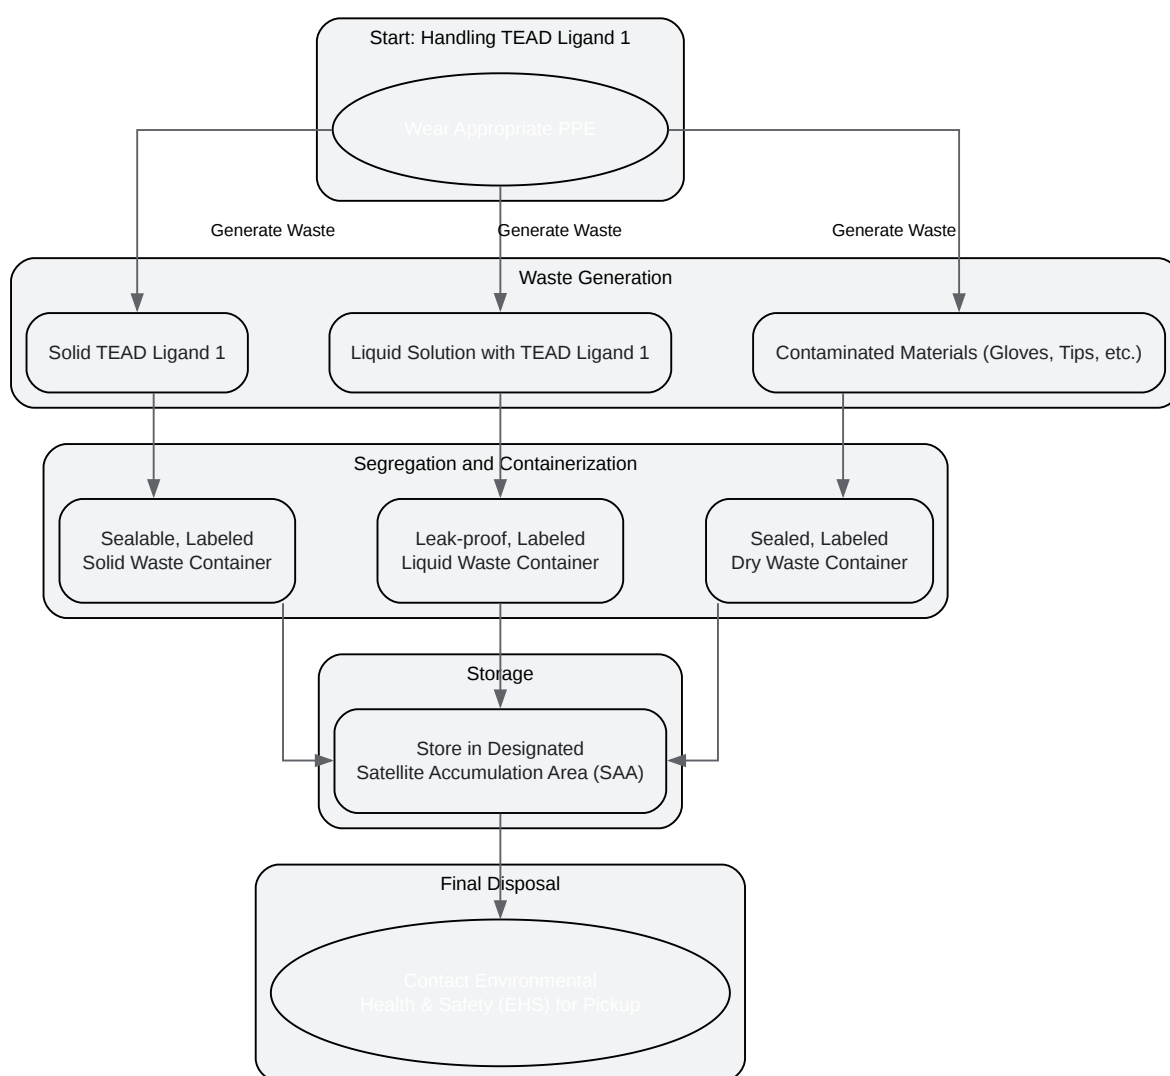 Start: Handling TEAD Ligand 1
Wear Appropriate PPE
Generate Waste
Generate Waste
Generate Waste
Waste Generation
Solid TEAD Ligand 1
Liquid Solution with TEAD Ligand 1
Contaminated Materials (Gloves, Tips, etc.)
Segregation and Containerization
Sealable, Labeled
Solid Waste Container
Leak-proof, Labeled
Liquid Waste Container
Sealed, Labeled
Dry Waste Container
Storage
Store in Designated
Satellite Accumulation Area (SAA)
Final Disposal
Contact Environmental
Health & Safety (EHS) for Pickup